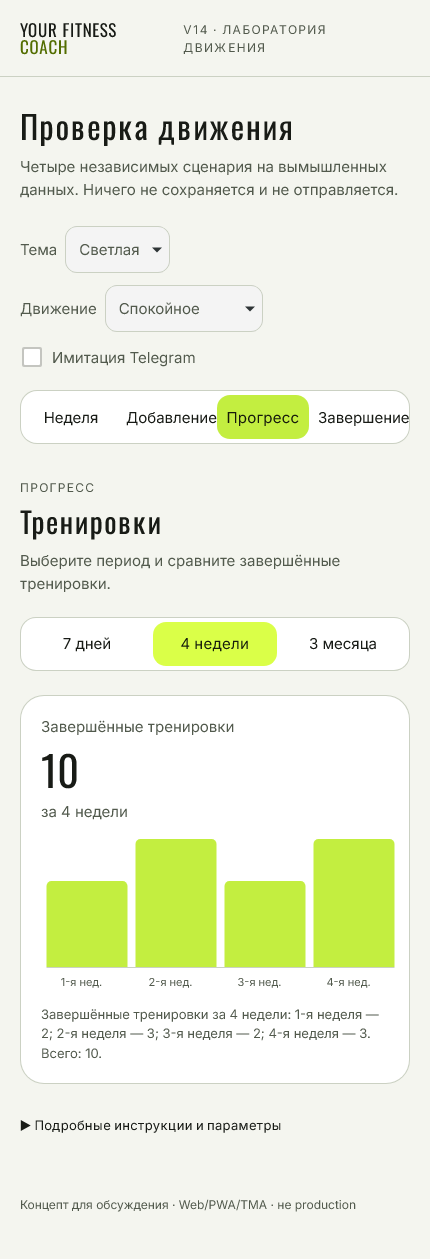 YOUR FITNESS
COACH
V14 · ЛАБОРАТОРИЯ
ДВИЖЕНИЯ
Проверка движения
Четыре независимых сценария на вымышленных
данных. Ничего не сохраняется и не отправляется.
Тема Светлая
Движение Спокойное
Имитация Telegram
Неделя Добавление Прогресс Завершение
ПРОГРЕСС
Тренировки
Выберите период и сравните завершённые
тренировки.
7 дней 4 недели 3 месяца
Завершённые тренировки
10
за 4 недели
1-я нед. 2-я нед. 3-я нед. 4-я нед.
Завершённые тренировки за 4 недели: 1-я неделя —
2; 2-я неделя — 3; 3-я неделя — 2; 4-я неделя — 3.
Всего: 10.
▶ Подробные инструкции и параметры
Концепт для обсуждения · Web/PWA/TMA · не production